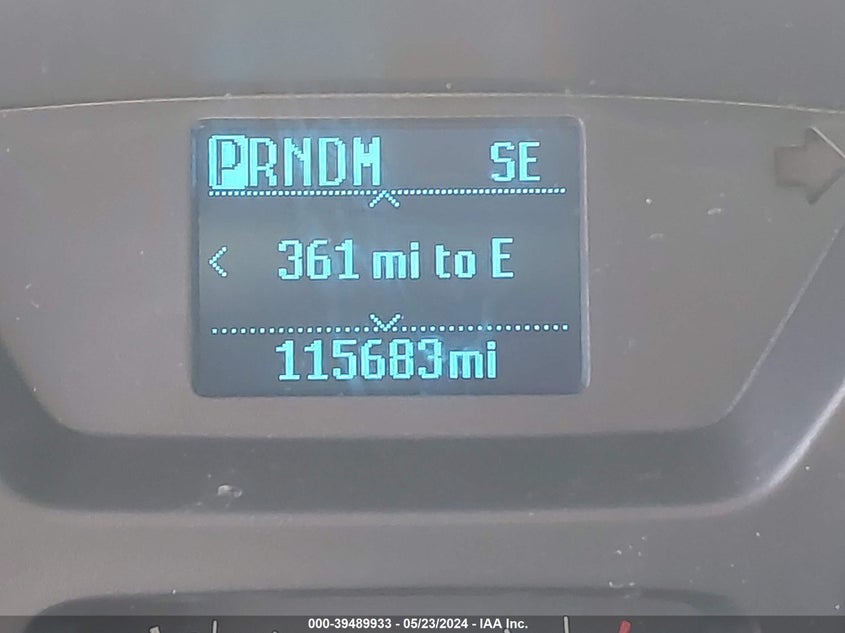 PRNDM SE
< 361 mi to E
115683mi
000-39489933 - 05/23/2024 - IAA Inc.